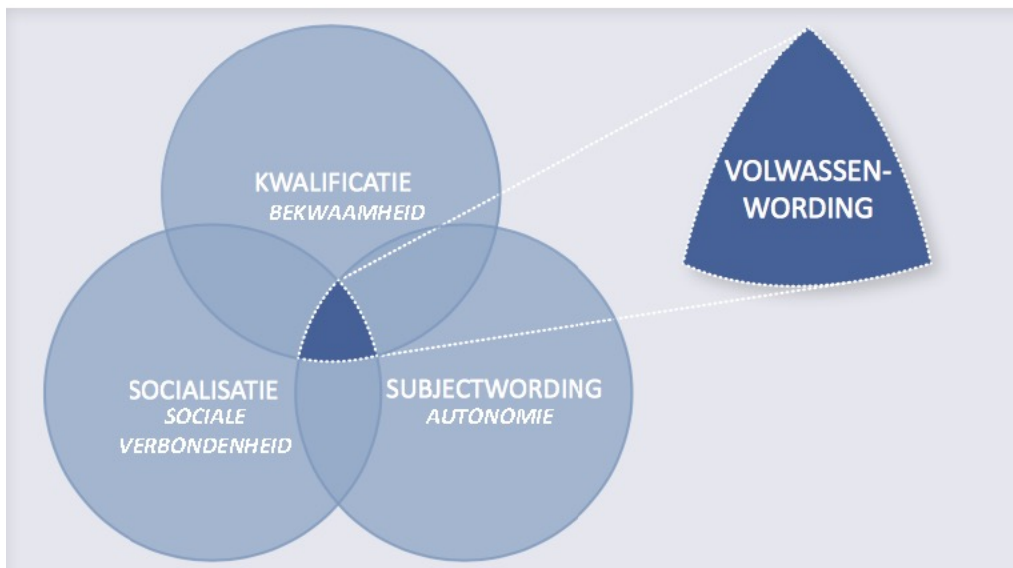 KWALIFICATIE
BEKWAAMHEID
VOLWASSEN-
WORDING
SOCIALISATIE
SOCIALE
VERBONDENHEID
SUBJECTWORDING
AUTONOMIE